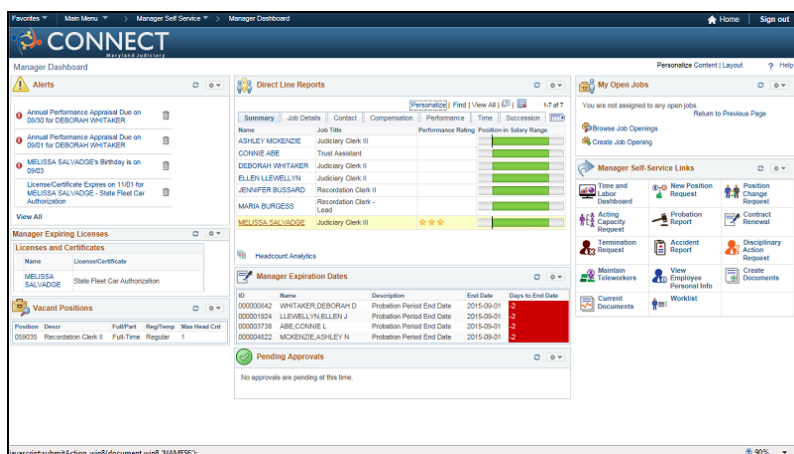 Favorites Main Menu > Manager Self Service > Manager Dashboard Home Sign out
CONNECT
Maryland Judiciary
Manager Dashboard Personalize Content | Layout ? Help
Alerts
Annual Performance Appraisal Due on
06/30 for DEBORAH WHITAKER
Annual Performance Appraisal Due on
09/01 for DEBORAH WHITAKER
MELISSA SALVADGE's Birthday is on
09/03
License/Certificate Expires on 11/01 for
MELISSA SALVADGE - State Fleet Car
Authorization
View All
Manager Expiring Licenses
Licenses and Certificates
Name License/Certificate
MELISSA
SALVADGE
State Fleet Car Authorization
Vacant Positions
Position Descr Full/Part Reg/Temp Max Head Cnt
059035 Recordation Clerk II Full-Time Regular 1
Direct Line Reports
Personalize | Find | View All | 1-7 of 7
Summary Job Details Contact Compensation Performance Time Succession
Name Job Title Performance Rating Position in Salary Range
ASHLEY MCKENZIE Judiciary Clerk III
CONNIE ABE Trust Assistant
DEBORAH WHITAKER Judiciary Clerk II
ELLEN LLEWELLYN Judiciary Clerk II
JENNIFER BUSSARD Recordation Clerk II
MARIA BURGESS Recordation Clerk -
Lead
MELISSA SALVADGE Judiciary Clerk III
Headcount Analytics
Manager Expiration Dates
ID Name Description End Date Days to End Date
000000842 WHITAKER,DEBORAH D Probation Period End Date 2015-09-01 -2
000001924 LLEWELLYN,ELLEN J Probation Period End Date 2015-09-01 -2
000003738 ABE,CONNIE L Probation Period End Date 2015-09-01 -2
000004822 MCKENZIE,ASHLEY N Probation Period End Date 2015-09-01 -2
Pending Approvals
No approvals are pending at this time.
My Open Jobs
You are not assigned to any open jobs.
Return to Previous Page
Browse Job Openings
Create Job Opening
Manager Self-Service Links
Time and
Labor
Dashboard
New Position
Request
Position
Change
Request
Acting
Capacity
Request
Probation
Report
Contract
Renewal
Termination
Request
Accident
Report
Disciplinary
Action
Request
Maintain
Teleworkers
View
Employee
Personal Info
Create
Documents
Current
Documents
Worklist
90%